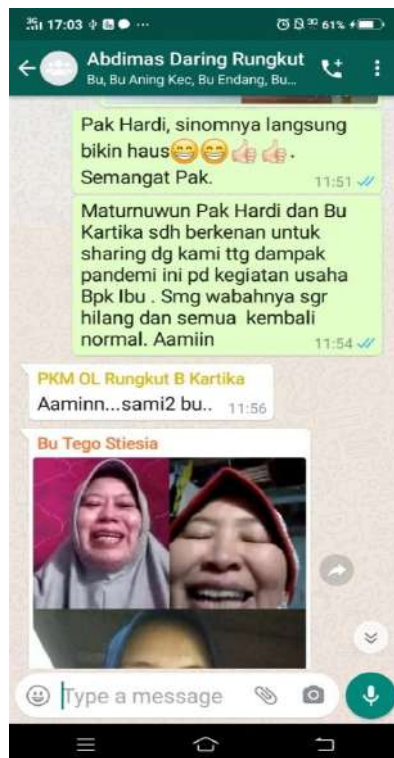 17:03
61%
Abdimas Daring Rungkut
Bu, Bu Aning Kec, Bu Endang, Bu...
Pak Hardi, sinomnya langsung
bikin haus😁😁👍👍.
Semangat Pak.
11:51
Maturnuwun Pak Hardi dan Bu
Kartika sdh berkenan untuk
sharing dg kami ttg dampak
pandemi ini pd kegiatan usaha
Bpk Ibu . Smg wabahnya sgr
hilang dan semua kembali
normal. Aamiin
11:54
PKM OL Rungkut B Kartika
Aaminn...sami2 bu..
11:56
Bu Tego Stiesia
Type a message